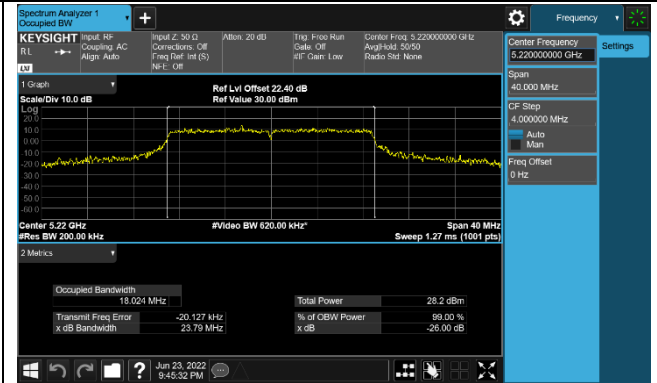 Spectrum Analyzer 1
Occupied BW
Frequency
KEYSIGHT
RL
LXI
Input: RF
Coupling: AC
Align: Auto
Input Z: 50 Ω
Corrections: Off
Freq Ref: Int (S)
NFE: Off
Atten: 20 dB
Trig: Free Run
Gate: Off
#IF Gain: Low
Center Freq: 5.220000000 GHz
Avg|Hold: 50/50
Radio Std: None
Center Frequency
5.220000000 GHz
Settings
Span
40.000 MHz
CF Step
4.000000 MHz
Auto
Man
Freq Offset
0 Hz
1 Graph
Scale/Div 10.0 dB
Ref Lvl Offset 22.40 dB
Ref Value 30.00 dBm
Log
20.0
10.0
0.00
-10.0
-20.0
-30.0
-40.0
-50.0
-60.0
Center 5.22 GHz
#Video BW 620.00 kHz*
Span 40 MHz
#Res BW 200.00 kHz
Sweep 1.27 ms (1001 pts)
2 Metrics
Occupied Bandwidth
18.024 MHz
Total Power 28.2 dBm
Transmit Freq Error -20.127 kHz
% of OBW Power 99.00 %
x dB Bandwidth 23.79 MHz
x dB -26.00 dB
?
Jun 23, 2022
9:45:32 PM